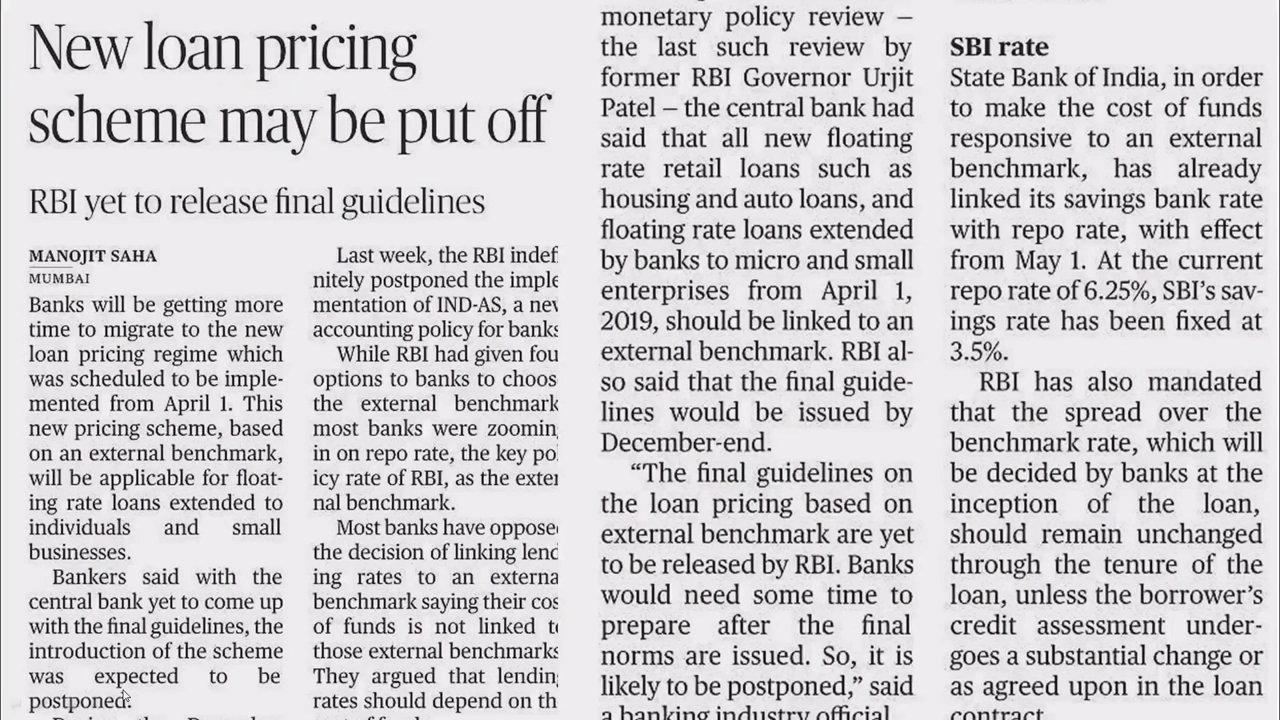 New loan pricing
scheme may be put off
RBI yet to release final guidelines
MANOJIT SAHA
MUMBAI
Banks will be getting more
time to migrate to the new
loan pricing regime which
was scheduled to be imple-
mented from April 1. This
new pricing scheme, based
on an external benchmark,
will be applicable for float-
ing rate loans extended to
individuals and small
businesses.
Bankers said with the
central bank yet to come up
with the final guidelines, the
introduction of the scheme
was expected to be
postponed.
Last week, the RBI indefi
nitely postponed the imple
mentation of IND-AS, a new
accounting policy for banks
While RBI had given fou
options to banks to choos
the external benchmark
most banks were zoomin
in on repo rate, the key pol
icy rate of RBI, as the exter
nal benchmark.
Most banks have oppose
the decision of linking lend
ing rates to an externa
benchmark saying their cos
of funds is not linked t
those external benchmarks
They argued that lending
rates should depend on th
monetary policy review –
the last such review by
former RBI Governor Urjit
Patel – the central bank had
said that all new floating
rate retail loans such as
housing and auto loans, and
floating rate loans extended
by banks to micro and small
enterprises from April 1,
2019, should be linked to an
external benchmark. RBI al-
so said that the final guide-
lines would be issued by
December-end.
“The final guidelines on
the loan pricing based on
external benchmark are yet
to be released by RBI. Banks
would need some time to
prepare after the final
norms are issued. So, it is
likely to be postponed,” said
a banking industry official.
SBI rate
State Bank of India, in order
to make the cost of funds
responsive to an external
benchmark, has already
linked its savings bank rate
with repo rate, with effect
from May 1. At the current
repo rate of 6.25%, SBI’s sav-
ings rate has been fixed at
3.5%.
RBI has also mandated
that the spread over the
benchmark rate, which will
be decided by banks at the
inception of the loan,
should remain unchanged
through the tenure of the
loan, unless the borrower’s
credit assessment under-
goes a substantial change or
as agreed upon in the loan
contract.